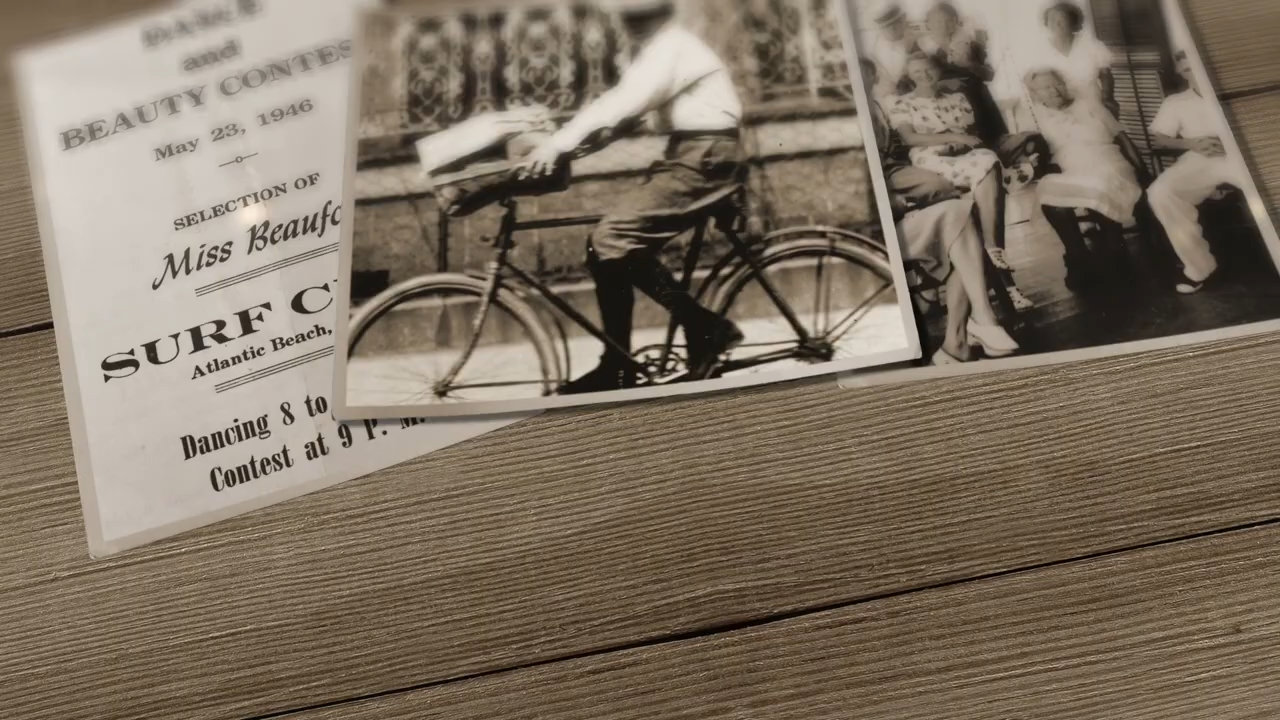 DANCE
and
BEAUTY CONTES
May 23, 1946
SELECTION OF
Miss Beaufo
SURF C
Atlantic Beach,
Dancing 8 to
Contest at 9 P. M.